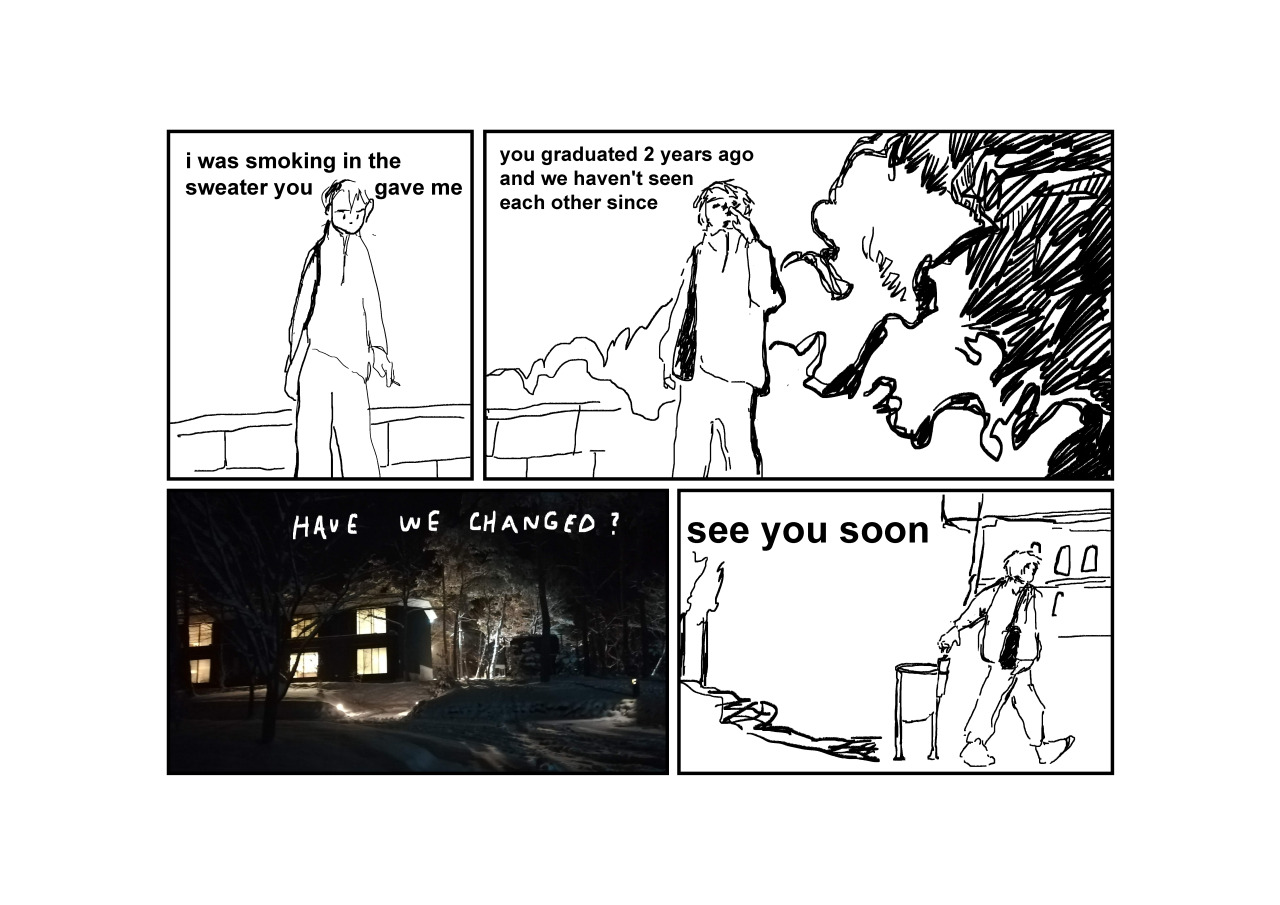 i was smoking in the
sweater you gave me
you graduated 2 years ago
and we haven't seen
each other since
HAVE WE CHANGED?
see you soon